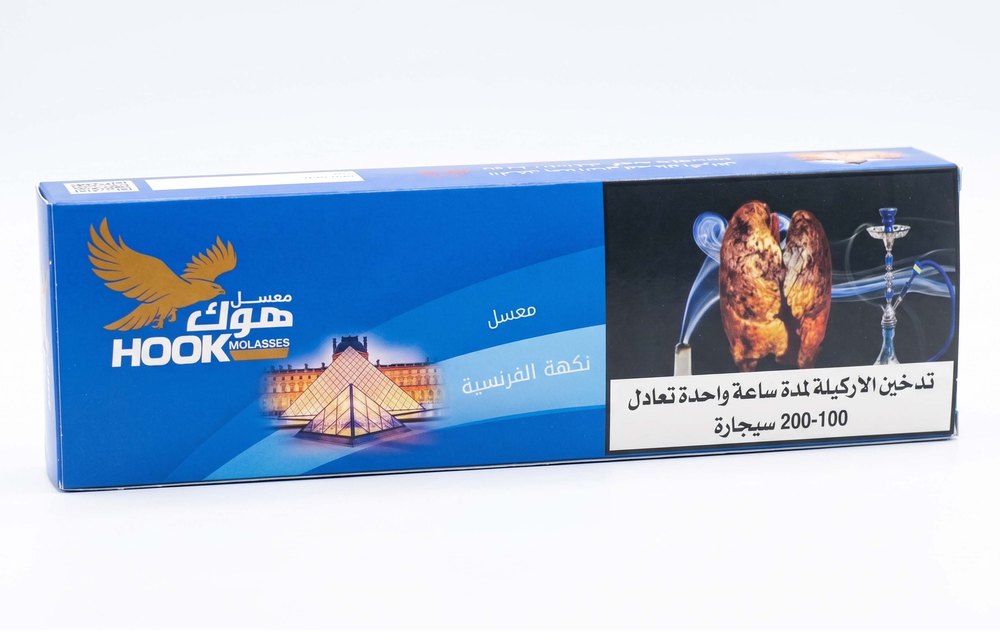 معسل
هوك
HOOK MOLASSES
معسل
نكهة الفرنسية
تدخين الاركيلة لمدة ساعة واحدة تعادل
100-200 سيجارة